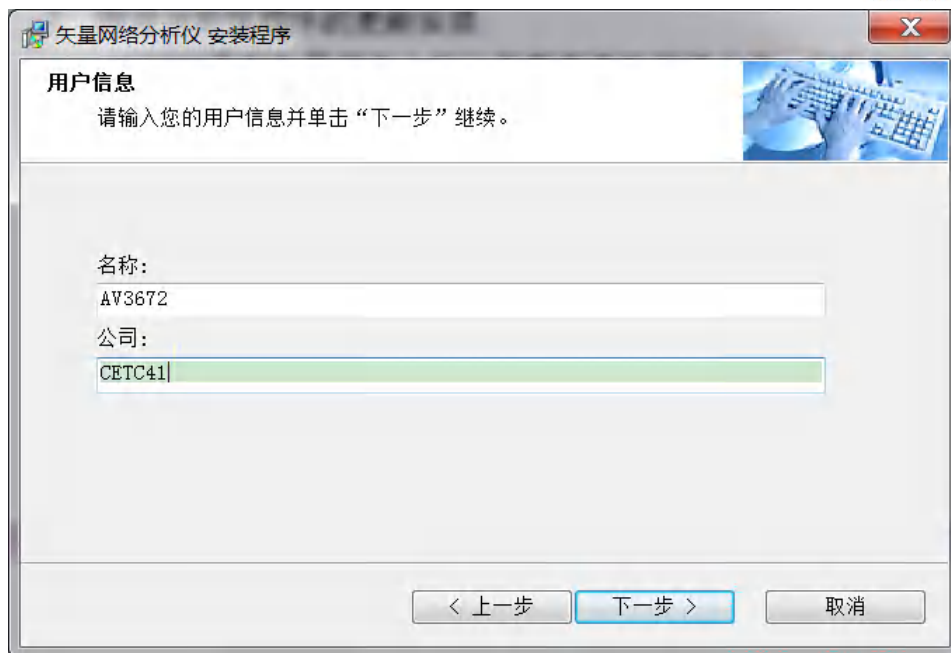 矢量网络分析仪 安装程序
用户信息
请输入您的用户信息并单击“下一步”继续。
名称:
AV3672
公司:
CETC41
< 上一步
下一步 >
取消